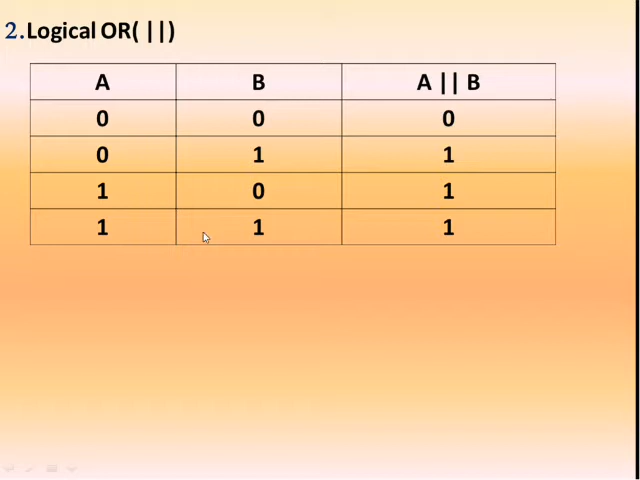 2.Logical OR( ||)
A B A || B
0 0 0
0 1 1
1 0 1
1 1 1